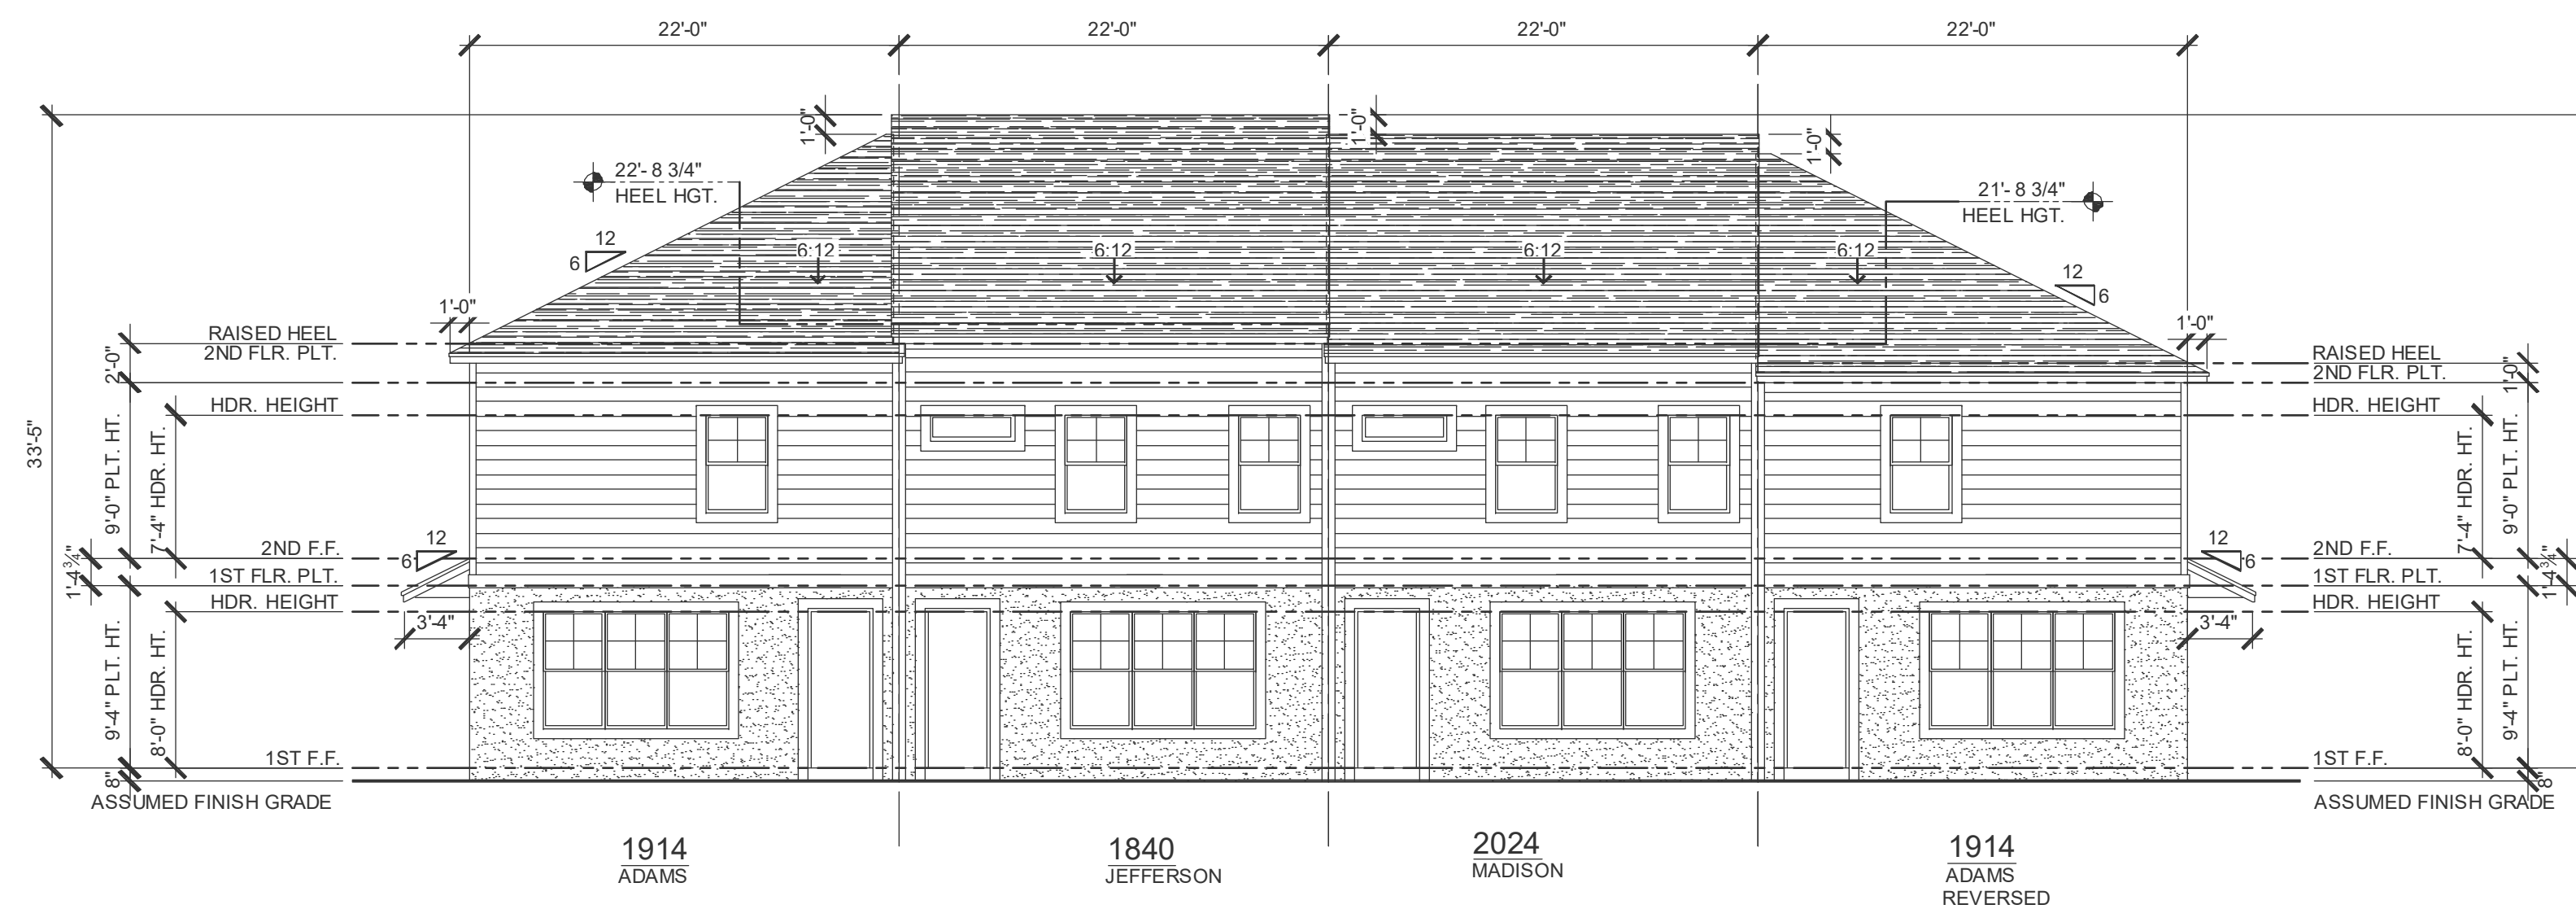 22'-0"
22'-0"
22'-0"
22'-0"
1'-0"
1'-0"
1'-0"
22'- 8 3/4"
HEEL HGT.
21'- 8 3/4"
HEEL HGT.
12
6
6:12
6:12
6:12
6:12
12
6
1'-0"
1'-0"
33'-5"
RAISED HEEL
2ND FLR. PLT.
2'-0"
HDR. HEIGHT
9'-0" PLT. HT.
7'-4" HDR. HT.
2ND F.F.
1'-4¾"
1ST FLR. PLT.
HDR. HEIGHT
12
6
3'-4"
9'-4" PLT. HT.
8'-0" HDR. HT.
1ST F.F.
8"
ASSUMED FINISH GRADE
RAISED HEEL
2ND FLR. PLT.
1'-0"
HDR. HEIGHT
7'-4" HDR. HT.
9'-0" PLT. HT.
12
6
2ND F.F.
1ST FLR. PLT.
1'-4¾"
HDR. HEIGHT
3'-4"
8'-0" HDR. HT.
9'-4" PLT. HT.
1ST F.F.
8"
ASSUMED FINISH GRADE
1914
ADAMS
1840
JEFFERSON
2024
MADISON
1914
ADAMS
REVERSED